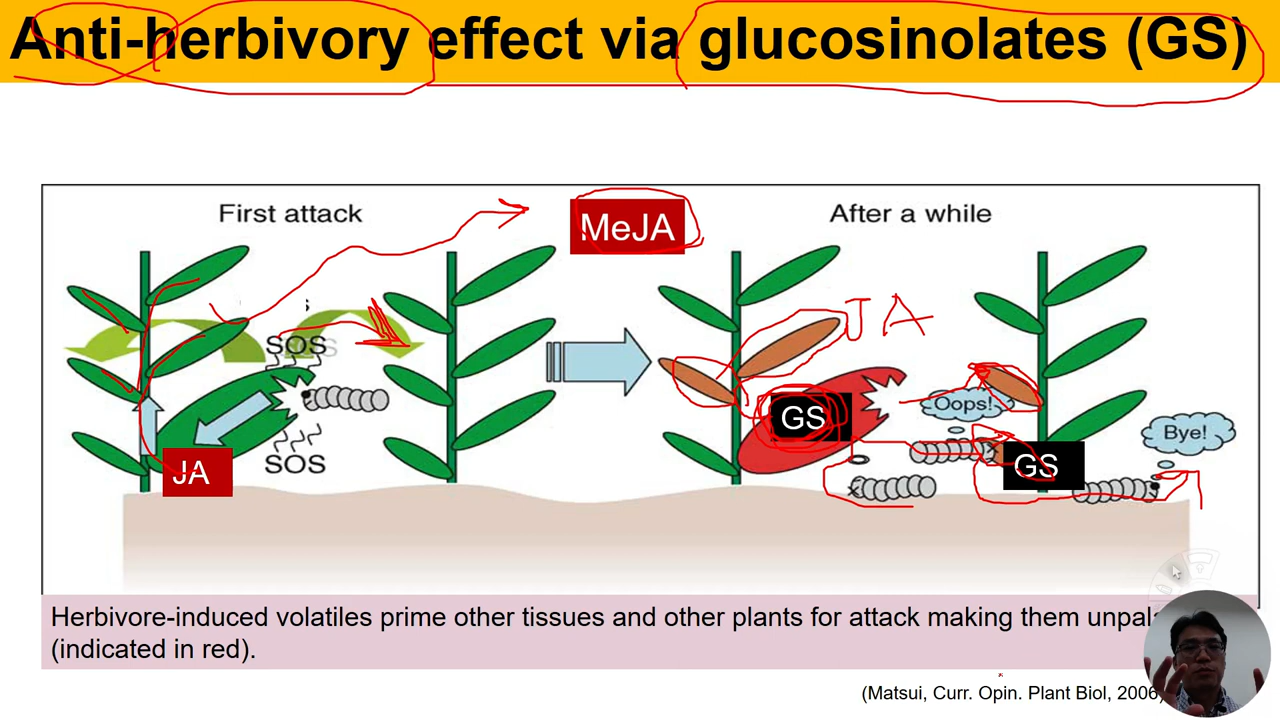 Anti-herbivory effect via glucosinolates (GS)
First attack
MeJA
After a while
JA
SOS
GS
Oops!
Bye!
JA
SOS
GS
Herbivore-induced volatiles prime other tissues and other plants for attack making them
(indicated in red).
(Matsui, Curr. Opin. Plant Biol, 2006)